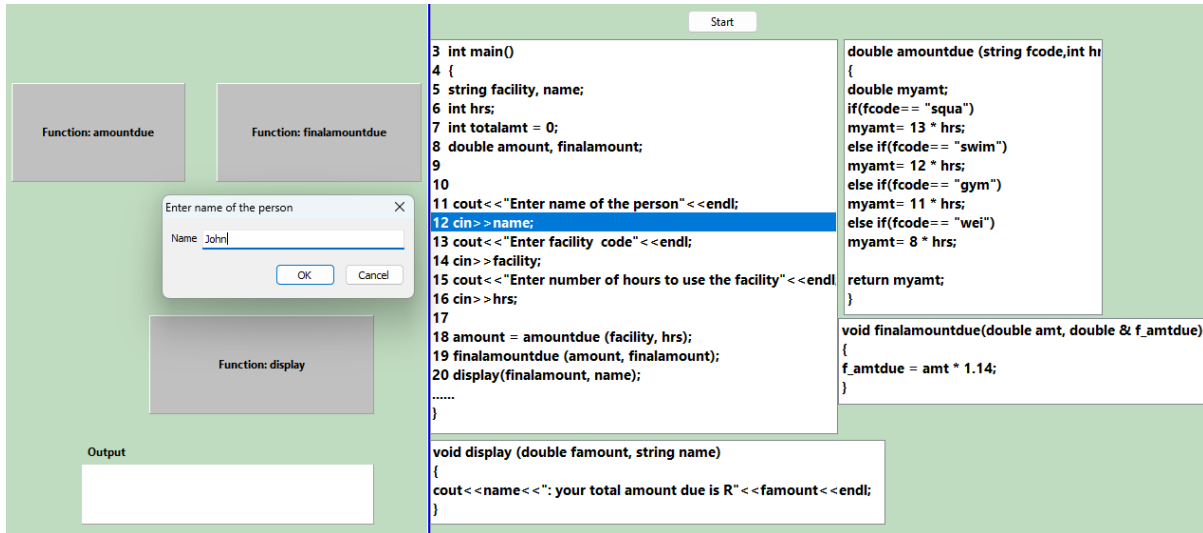 Start
Function: amountdue
Function: finalamountdue
Enter name of the person
Name John
OK Cancel
Function: display
Output
3 int main()
4 {
5 string facility, name;
6 int hrs;
7 int totalamt = 0;
8 double amount, finalamount;
9
10
11 cout<<"Enter name of the person"<<endl;
12 cin>>name;
13 cout<<"Enter facility code"<<endl;
14 cin>>facility;
15 cout<<"Enter number of hours to use the facility"<<endl
16 cin>>hrs;
17
18 amount = amountdue (facility, hrs);
19 finalamountdue (amount, finalamount);
20 display(finalamount, name);
......
}
double amountdue (string fcode,int hr
{
double myamt;
if(fcode== "squa")
myamt= 13 * hrs;
else if(fcode== "swim")
myamt= 12 * hrs;
else if(fcode== "gym")
myamt= 11 * hrs;
else if(fcode== "wei")
myamt= 8 * hrs;
return myamt;
}
void finalamountdue(double amt, double & f_amtdue)
{
f_amtdue = amt * 1.14;
}
void display (double famount, string name)
{
cout<<name<<": your total amount due is R"<<famount<<endl;
}